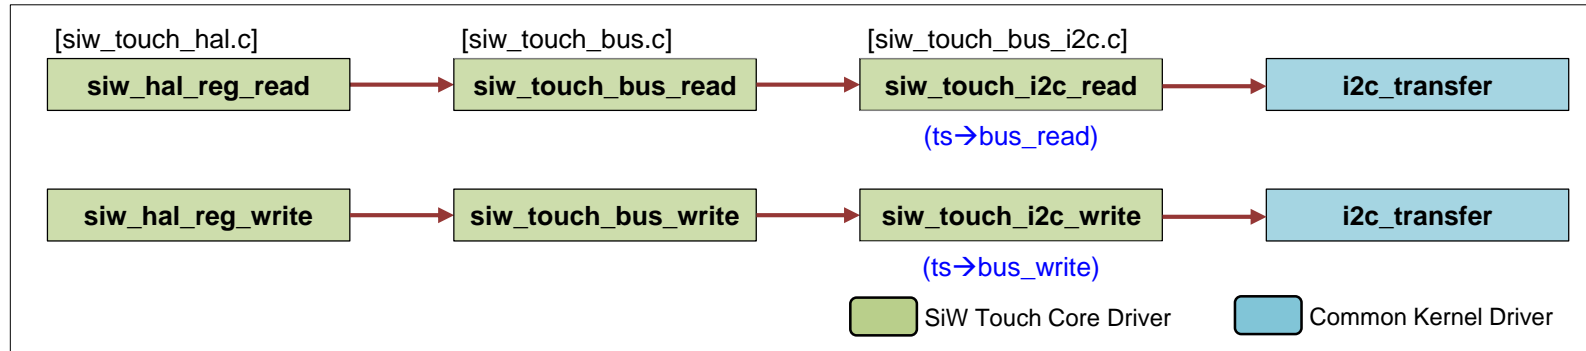 [siw_touch_hal.c] [siw_touch_bus.c] [siw_touch_bus_i2c.c]
siw_hal_reg_read siw_touch_bus_read siw_touch_i2c_read i2c_transfer
(ts→bus_read)
siw_hal_reg_write siw_touch_bus_write siw_touch_i2c_write i2c_transfer
(ts→bus_write)
SiW Touch Core Driver Common Kernel Driver